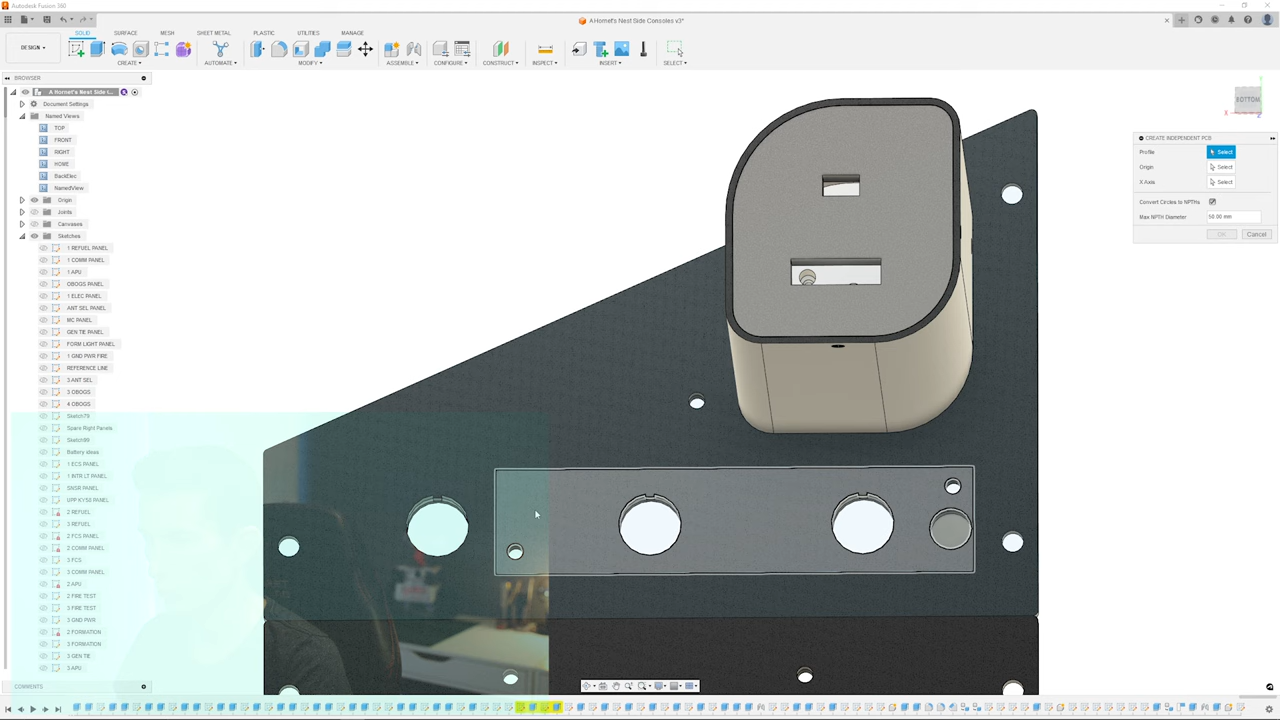 Autodesk Fusion 360
A Hornet's Nest Side Consoles v3*
DESIGN
SOLID SURFACE MESH SHEET METAL PLASTIC UTILITIES MANAGE
CREATE AUTOMATE MODIFY ASSEMBLE CONFIGURE CONSTRUCT INSPECT INSERT SELECT
BROWSER
A Hornet's Nest Side C...
Document Settings
Named Views
TOP
FRONT
RIGHT
HOME
BackElec
NamedView
Origin
Joints
Canvases
Sketches
1 REFUEL PANEL
1 COMM PANEL
1 APU
OBOGS PANEL
1 ELEC PANEL
ANT SEL PANEL
MC PANEL
GEN TIE PANEL
FORM LIGHT PANEL
1 GND PWR FIRE
REFERENCE LINE
3 ANT SEL
3 OBOGS
4 OBOGS
Sketch79
Spare Right Panels
Sketch89
Battery ideas
1 ECS PANEL
1 INTR LT PANEL
SNSR PANEL
UPP KY58 PANEL
2 REFUEL
3 REFUEL
2 FCS PANEL
2 COMM PANEL
3 FCS
3 COMM PANEL
2 APU
2 FIRE TEST
3 FIRE TEST
3 GND PWR
2 FORMATION
3 FORMATION
3 GEN TIE
3 APU
COMMENTS
BOTTOM
X
Z
CREATE INDEPENDENT PCB
Profile Select
Origin Select
X Axis Select
Convert Circles to NPTHs
Max NPTH Diameter 50.00 mm
OK Cancel